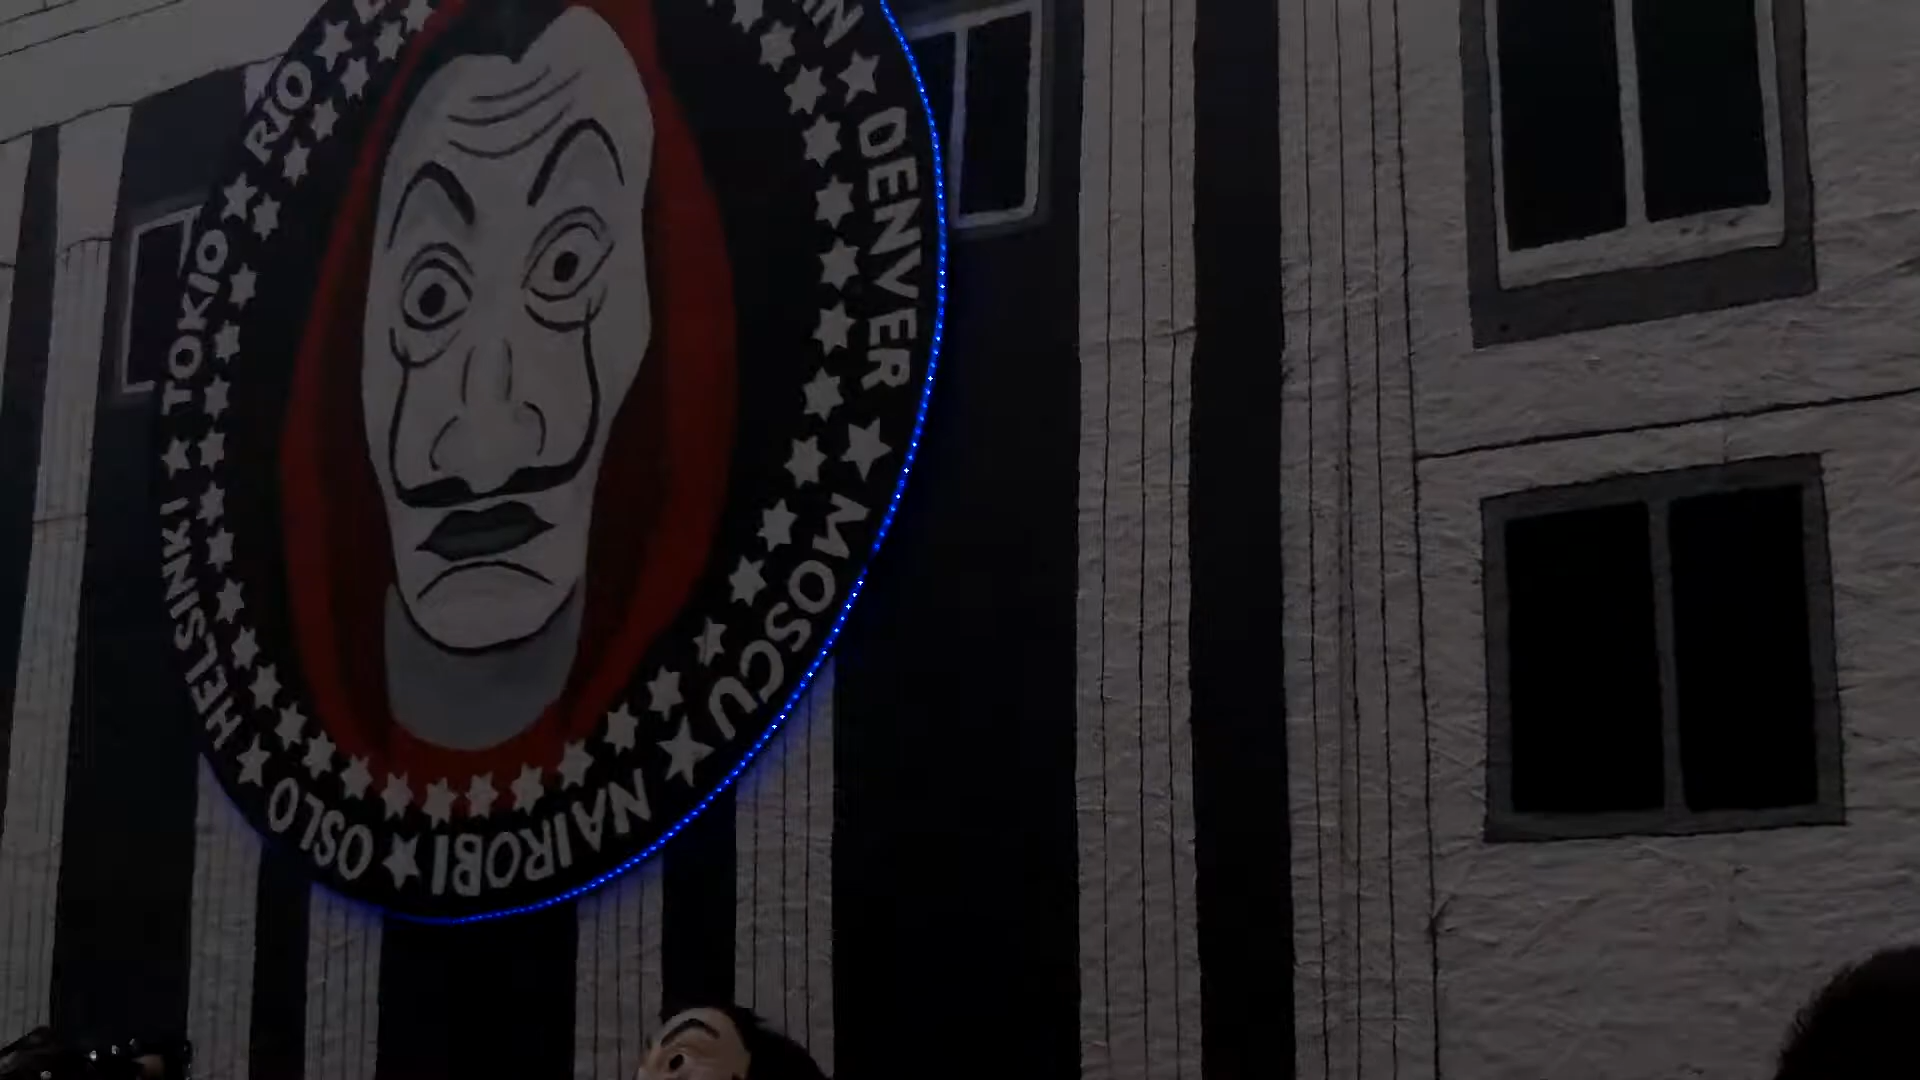 RIO
TOKIO
HELSINKI
OSLO
NAIROBI
MOSCU
DENVER